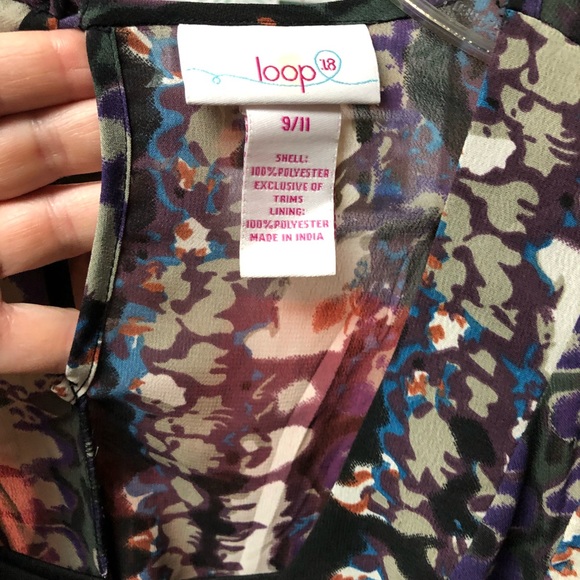 loop 18
9/11
SHELL:
100%POLYESTER
EXCLUSIVE OF
TRIMS
LINING:
100%POLYESTER
MADE IN INDIA